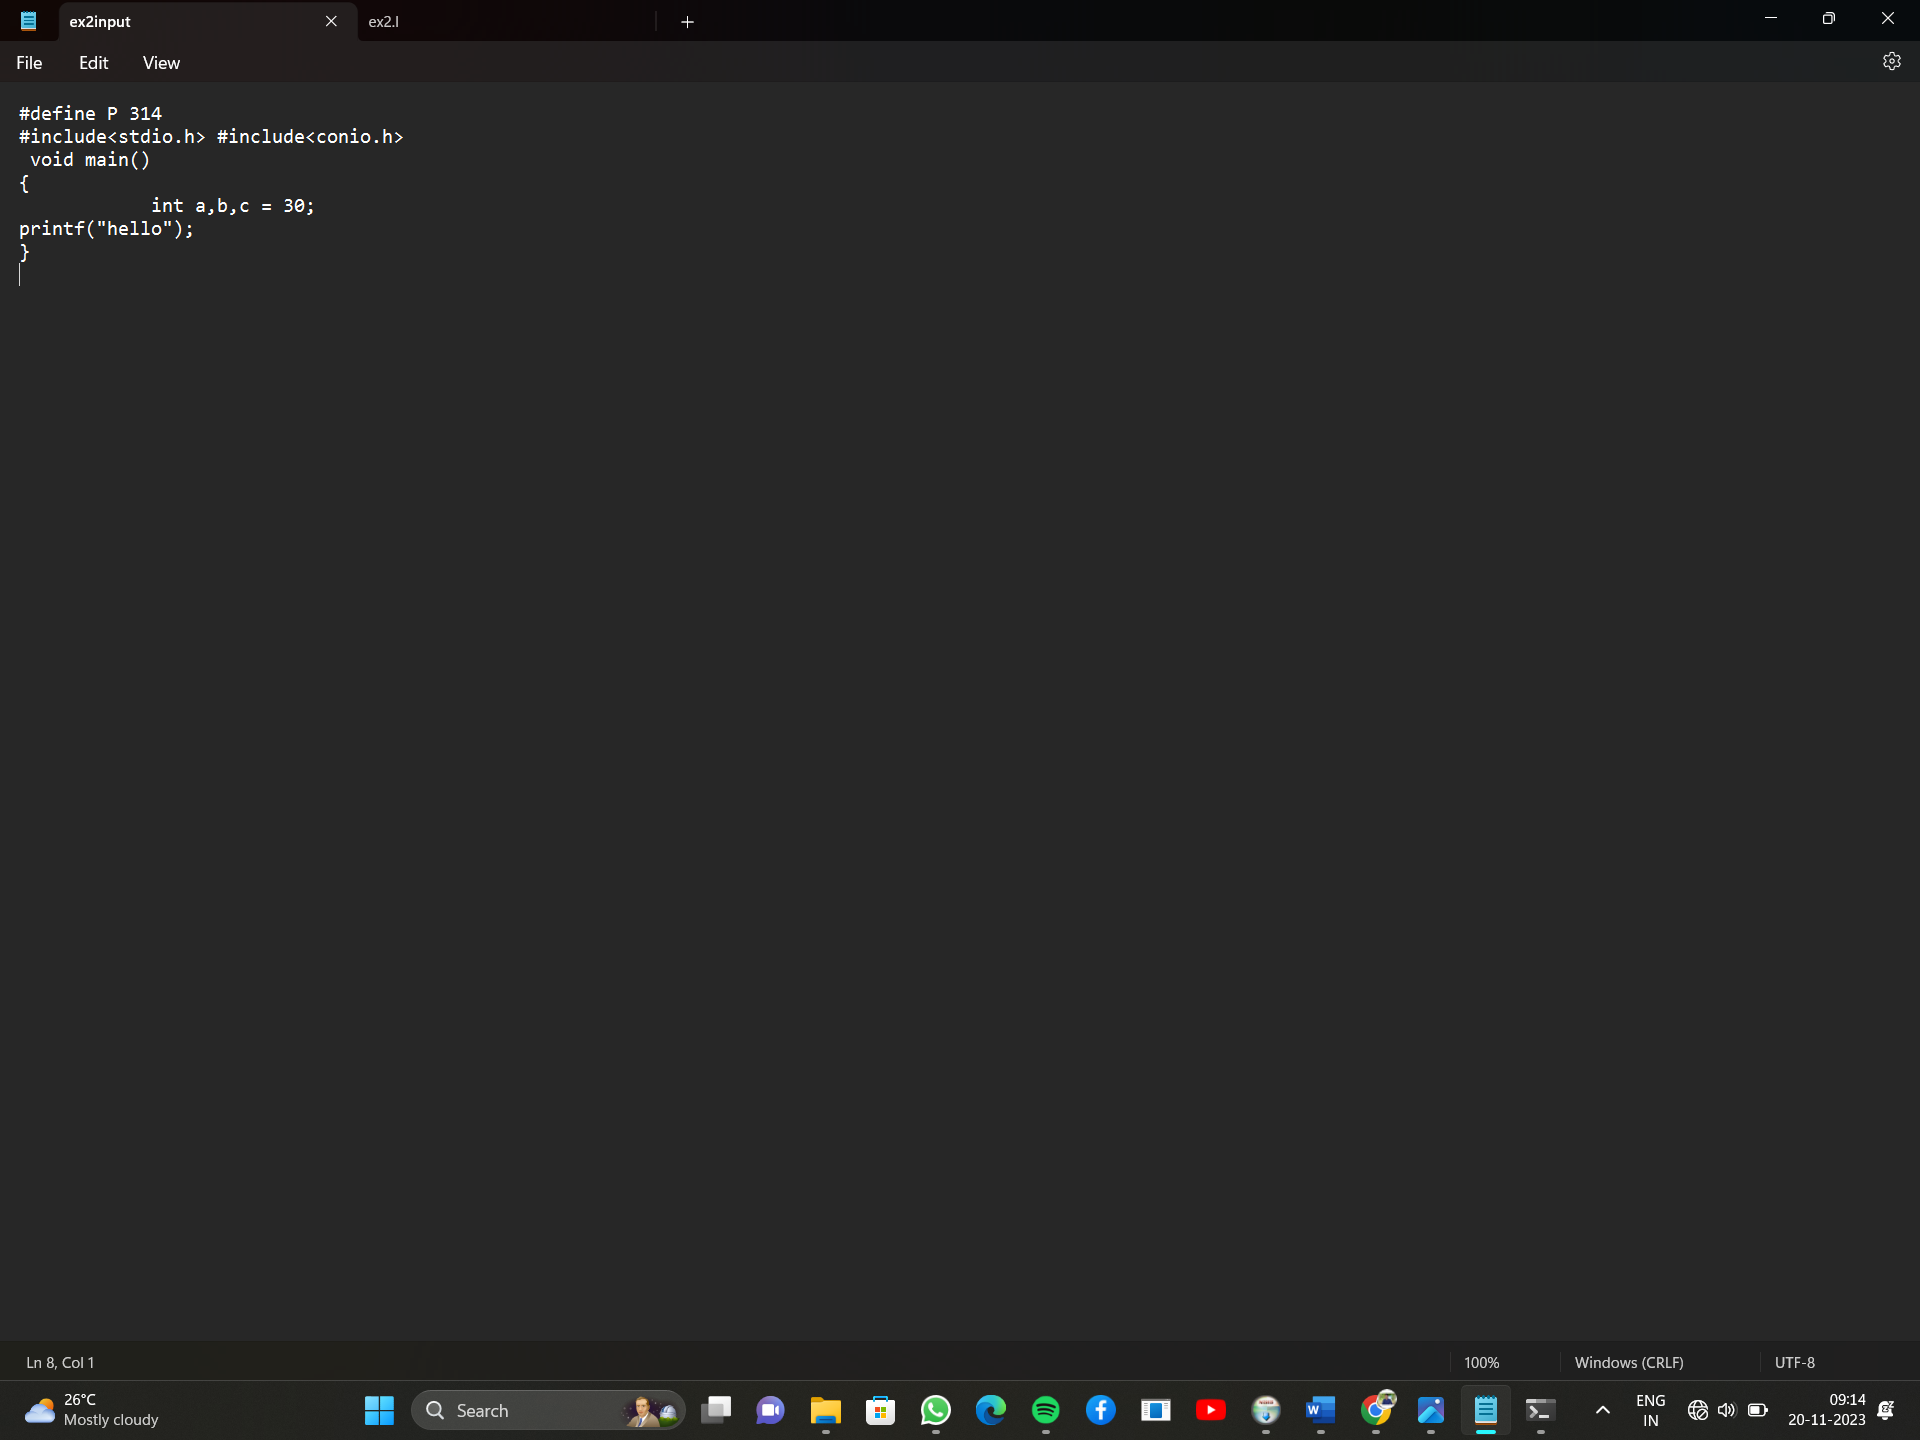 ex2input
ex2.l
File Edit View
#define P 314
#include<stdio.h> #include<conio.h>
 void main()
{
            int a,b,c = 30;
printf("hello");
}
Ln 8, Col 1
100%
Windows (CRLF)
UTF-8
26°C
Mostly cloudy
Search
ENG
IN
09:14
20-11-2023